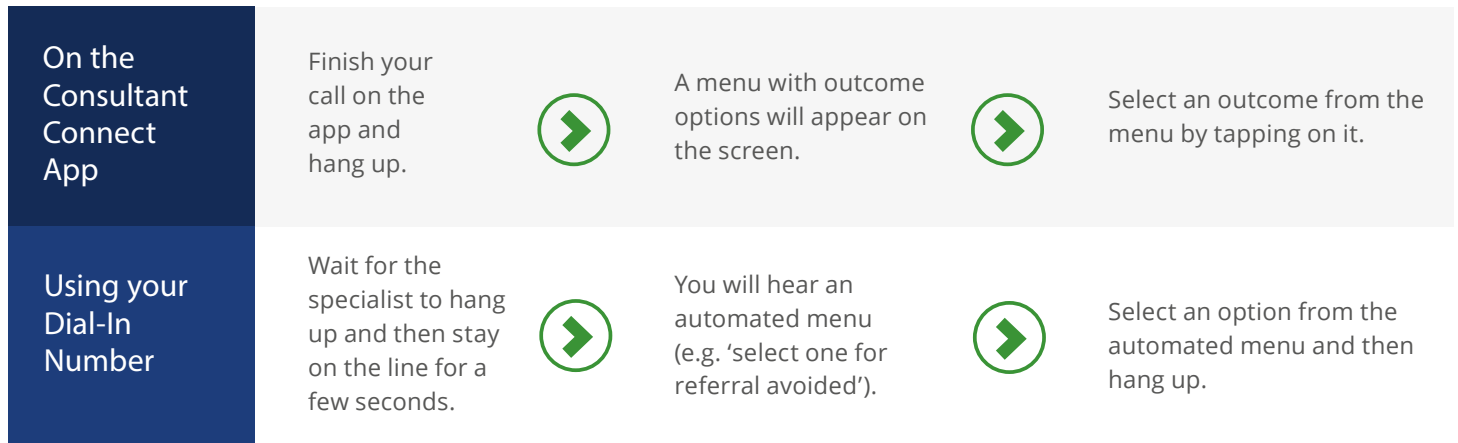 On the
Consultant
Connect
App
Finish your
call on the
app and
hang up.
A menu with outcome
options will appear on
the screen.
Select an outcome from the
menu by tapping on it.
Using your
Dial-In
Number
Wait for the
specialist to hang
up and then stay
on the line for a
few seconds.
You will hear an
automated menu
(e.g. ‘select one for
referral avoided’).
Select an option from the
automated menu and then
hang up.